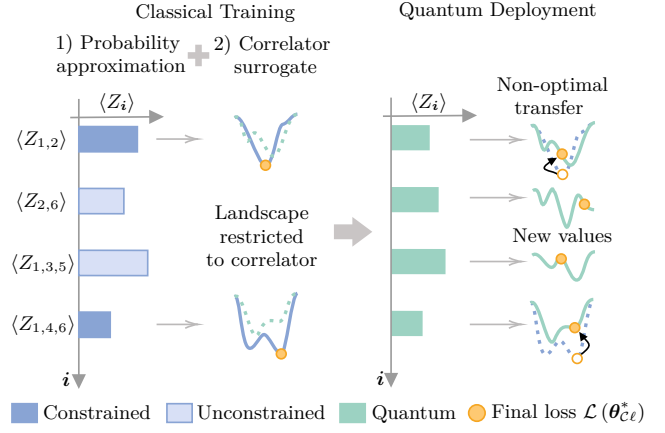 Classical Training
Quantum Deployment
1) Probability approximation
2) Correlator surrogate
⟨Z_i⟩
⟨Z_{1,2}⟩
⟨Z_{2,6}⟩
⟨Z_{1,3,5}⟩
⟨Z_{1,4,6}⟩
i
Landscape
restricted
to correlator
⟨Z_i⟩
i
Non-optimal
transfer
New values
Constrained
Unconstrained
Quantum
Final loss ℒ(θ*_{Cℓ})